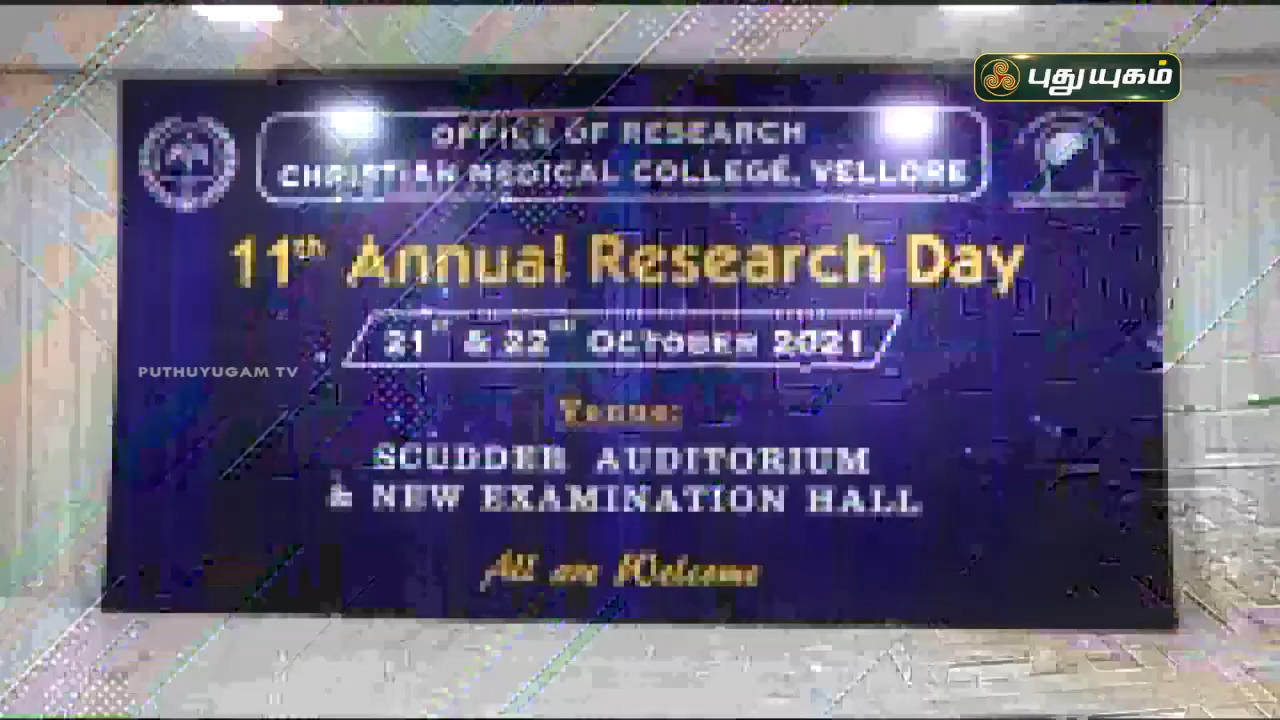 புதுயுகம்
OFFICE OF RESEARCH
CHRISTIAN MEDICAL COLLEGE, VELLORE
11th Annual Research Day
21st & 22nd OCTOBER 2021
PUTHUYUGAM TV
Venue:
SCUDDER AUDITORIUM
& NEW EXAMINATION HALL
All are Welcome